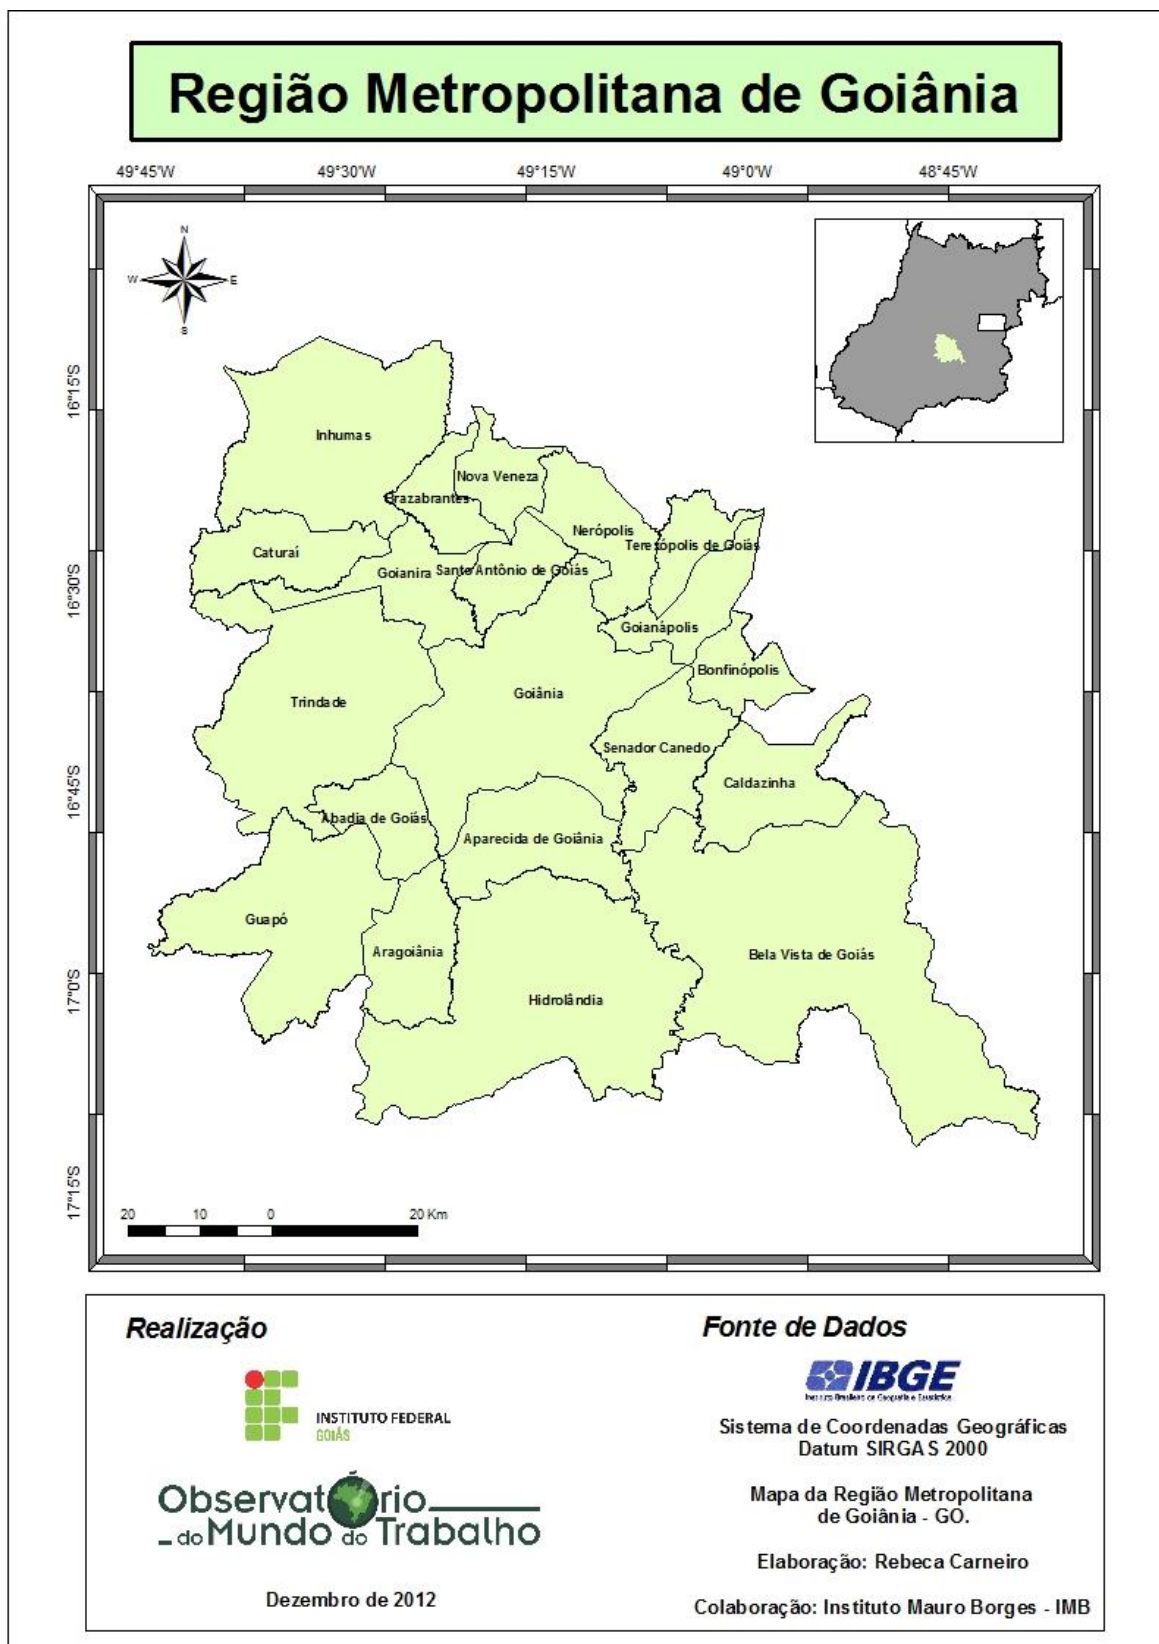 Região Metropolitana de Goiânia
49°45'W 49°30'W 49°15'W 49°0'W 48°45'W
N
W E
S
16°15'S
16°30'S
16°45'S
17°0'S
17°15'S
Inhumas
Nova Veneza
Brazabrantes
Nerópolis
Terezópolis de Goiás
Caturaí
Goianira
Santo Antônio de Goiás
Goianápolis
Bonfinópolis
Goiânia
Trindade
Senador Canedo
Caldazinha
Abadia de Goiás
Aparecida de Goiânia
Guapó
Aragoiânia
Bela Vista de Goiás
Hidrolândia
20 10 0 20 Km
Realização
INSTITUTO FEDERAL
GOIÁS
Observatório
do Mundo do Trabalho
Dezembro de 2012
Fonte de Dados
IBGE
Instituto Brasileiro de Geografia e Estatística
Sistema de Coordenadas Geográficas
Datum SIRGAS 2000
Mapa da Região Metropolitana
de Goiânia - GO.
Elaboração: Rebeca Carneiro
Colaboração: Instituto Mauro Borges - IMB